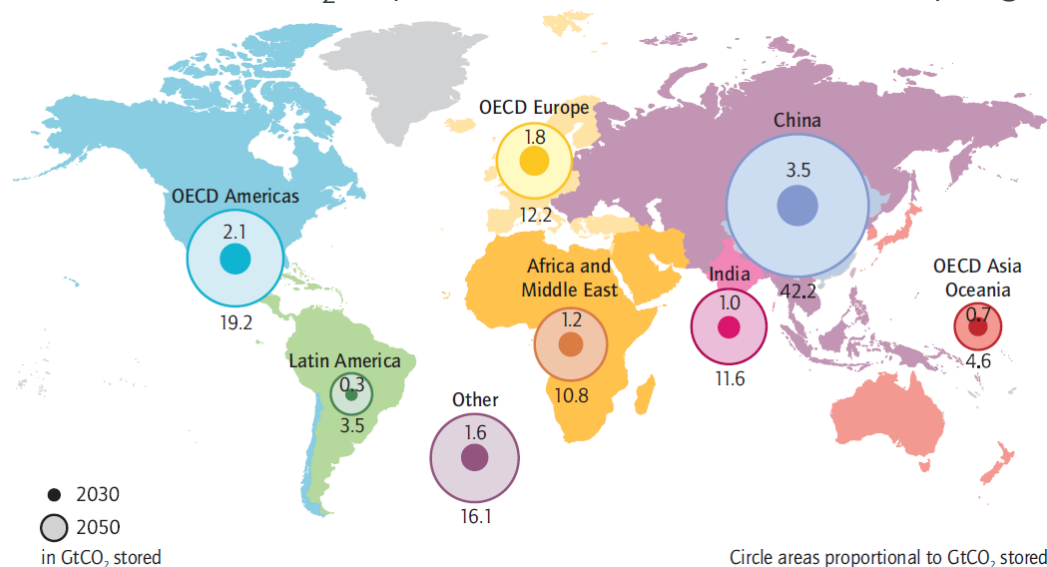 OECD Europe
1.8
12.2
China
3.5
42.2
OECD Americas
2.1
19.2
Africa and
Middle East
1.2
10.8
India
1.0
11.6
OECD Asia
Oceania
0.7
4.6
Latin America
0.3
3.5
Other
1.6
16.1
2030
2050
in GtCO₂ stored
Circle areas proportional to GtCO₂ stored